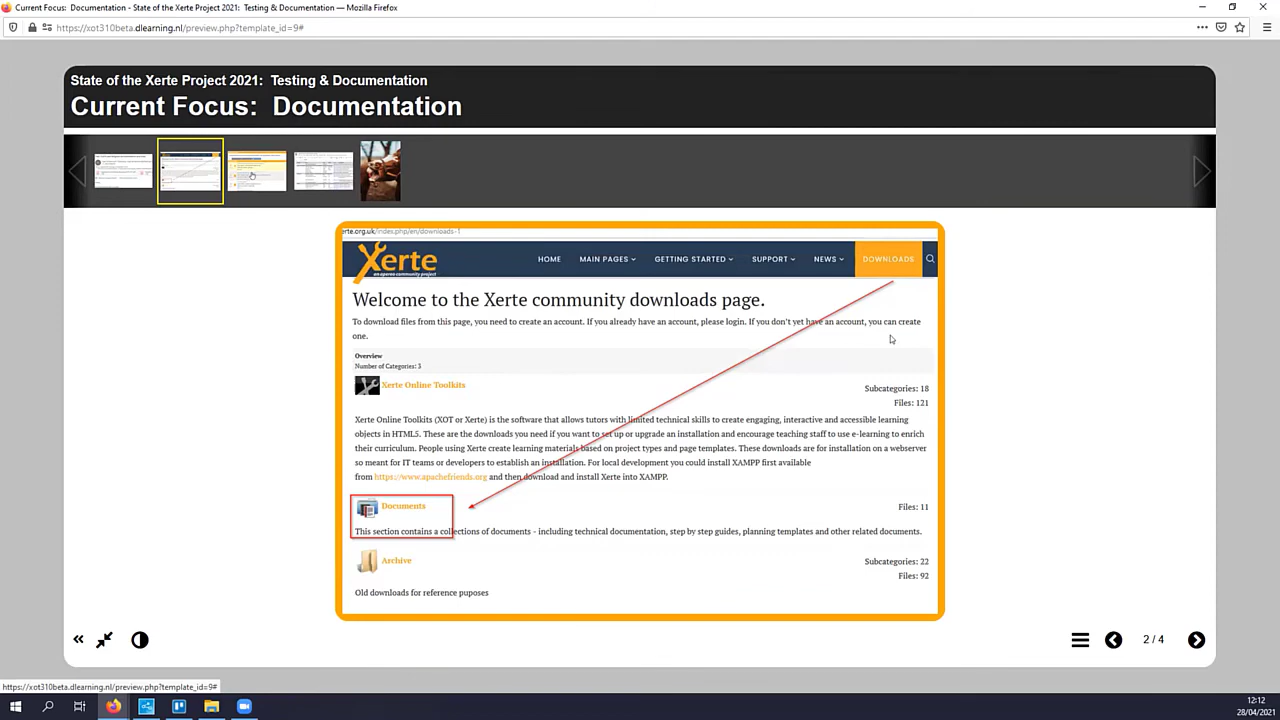 Current Focus: Documentation - State of the Xerte Project 2021: Testing & Documentation — Mozilla Firefox
https://xot310beta.dlearning.nl/preview.php?template_id=9#
State of the Xerte Project 2021: Testing & Documentation
Current Focus: Documentation
erte.org.uk/index.php/en/downloads-1
Xerte
an apereo community project
HOME MAIN PAGES GETTING STARTED SUPPORT NEWS DOWNLOADS
Welcome to the Xerte community downloads page.
To download files from this page, you need to create an account. If you already have an account, please login. If you don't yet have an account, you can create
one.
Overview
Number of Categories: 3
Xerte Online Toolkits
Subcategories: 18
Files: 121
Xerte Online Toolkits (XOT or Xerte) is the software that allows tutors with limited technical skills to create engaging, interactive and accessible learning
objects in HTML5. These are the downloads you need if you want to set up or upgrade an installation and encourage teaching staff to use e-learning to enrich
their curriculum. People using Xerte create learning materials based on project types and page templates. These downloads are for installation on a webserver
so meant for IT teams or developers to establish an installation. For local development you could install XAMPP first available
from https://www.apachefriends.org and then download and install Xerte into XAMPP.
Documents
Files: 11
This section contains a collections of documents - including technical documentation, step by step guides, planning templates and other related documents.
Archive
Subcategories: 22
Files: 92
Old downloads for reference puposes
2 / 4
https://xot310beta.dlearning.nl/preview.php?template_id=9#
12:12
28/04/2021